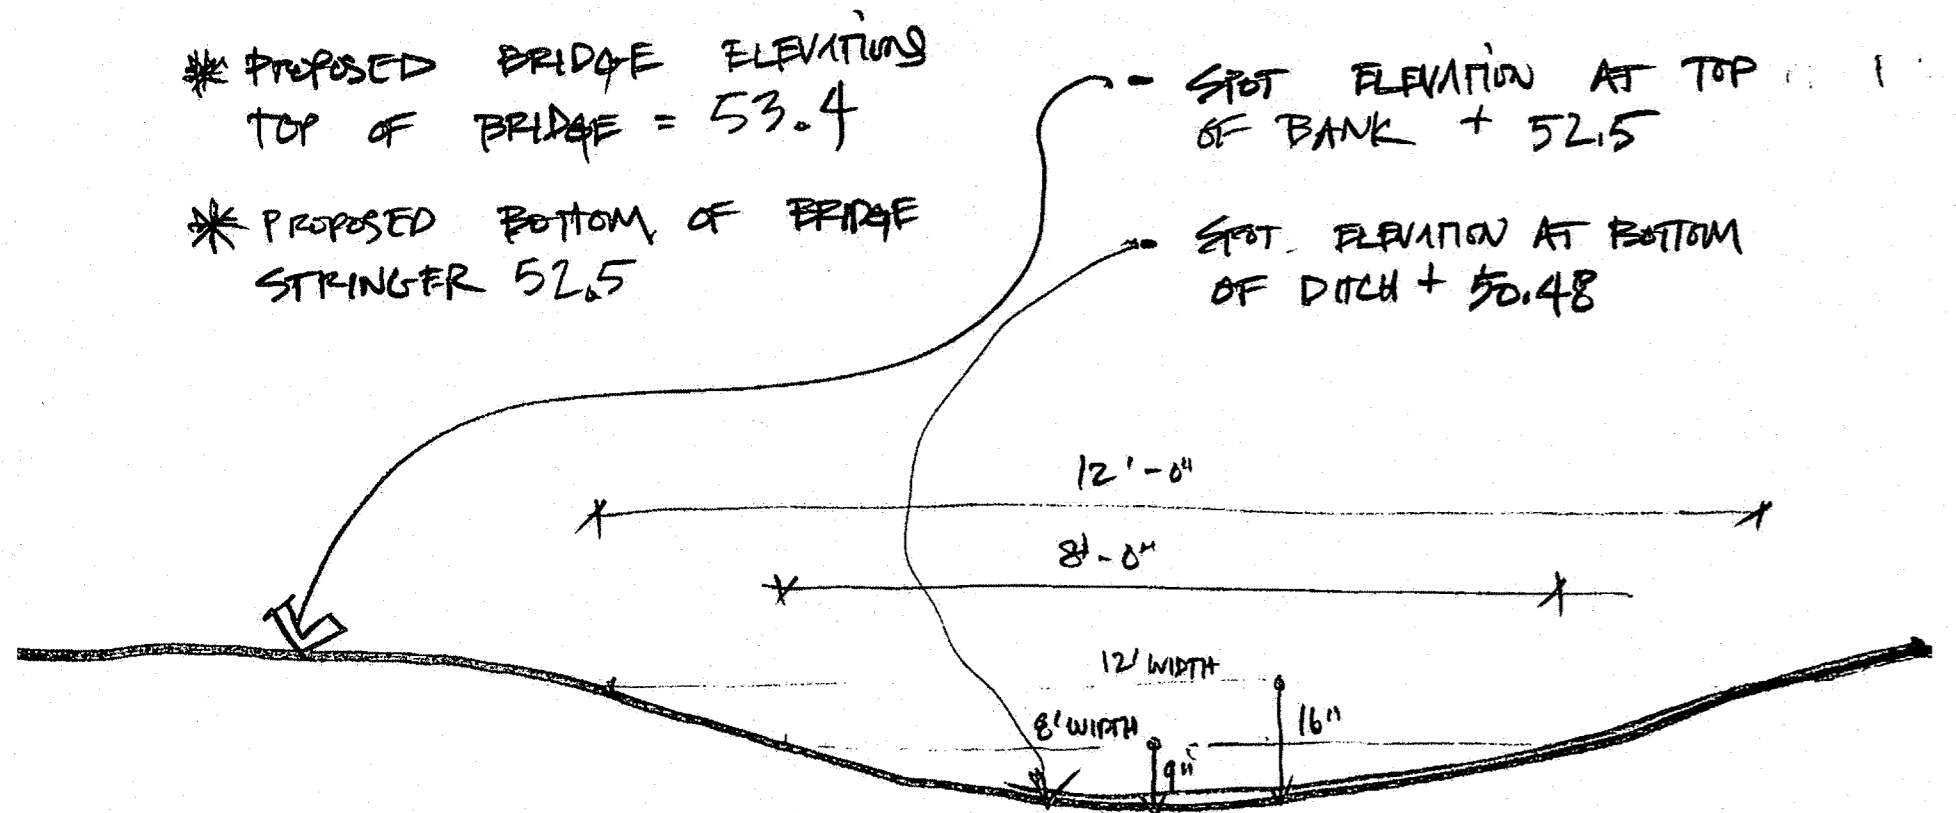 * PROPOSED BRIDGE ELEVATIONS
TOP OF BRIDGE = 53.4
* PROPOSED BOTTOM OF BRIDGE
STRINGER 52.5
- SPOT ELEVATION AT TOP
OF BANK + 52.5
- SPOT ELEVATION AT BOTTOM
OF DITCH + 50.48
12'-0"
8'-0"
12' WIDTH
8' WIDTH
16"
9"